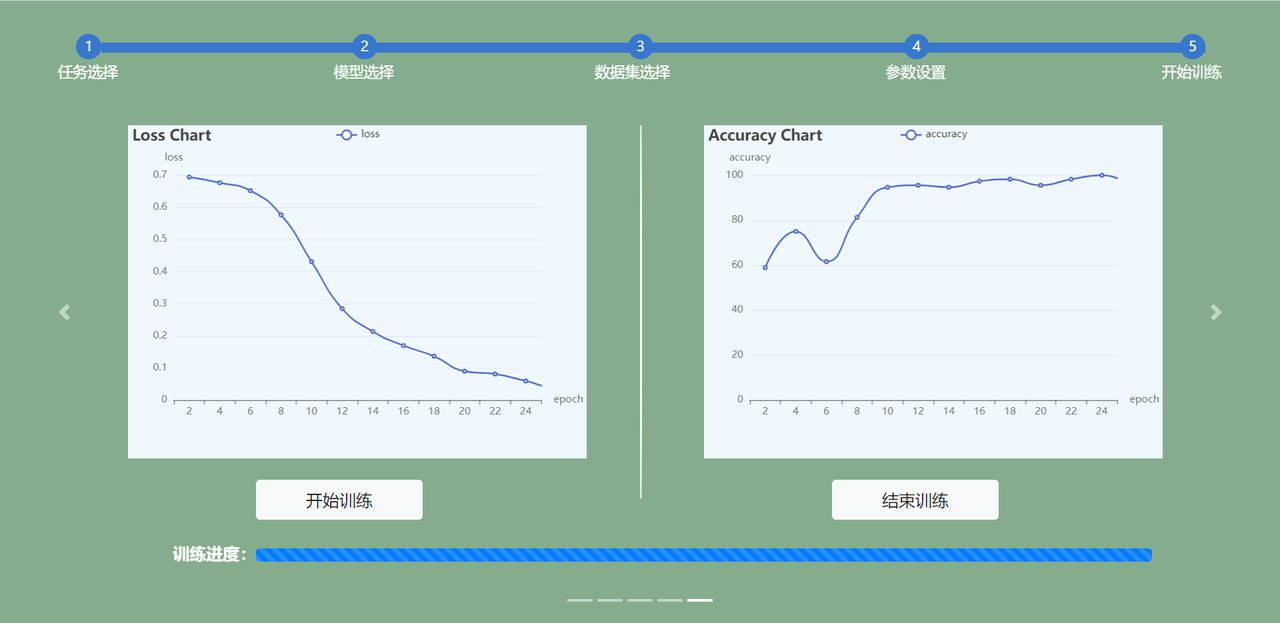 1 2 3 4 5
任务选择 模型选择 数据集选择 参数设置 开始训练
Loss Chart
loss
loss
0.7
0.6
0.5
0.4
0.3
0.2
0.1
0
2 4 6 8 10 12 14 16 18 20 22 24
epoch
Accuracy Chart
accuracy
accuracy
100
80
60
40
20
0
2 4 6 8 10 12 14 16 18 20 22 24
epoch
开始训练
结束训练
训练进度：